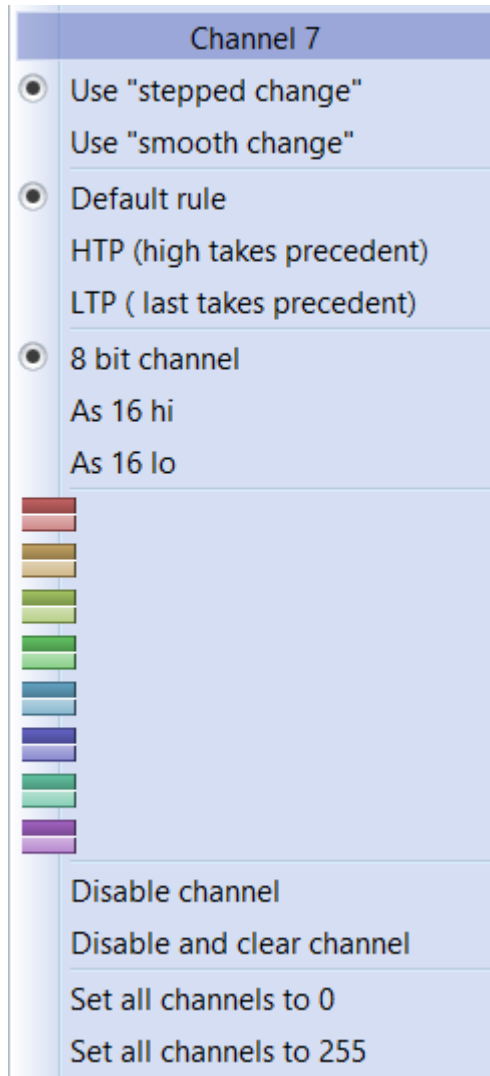 Channel 7
Use "stepped change"
Use "smooth change"
Default rule
HTP (high takes precedent)
LTP ( last takes precedent)
8 bit channel
As 16 hi
As 16 lo
Disable channel
Disable and clear channel
Set all channels to 0
Set all channels to 255